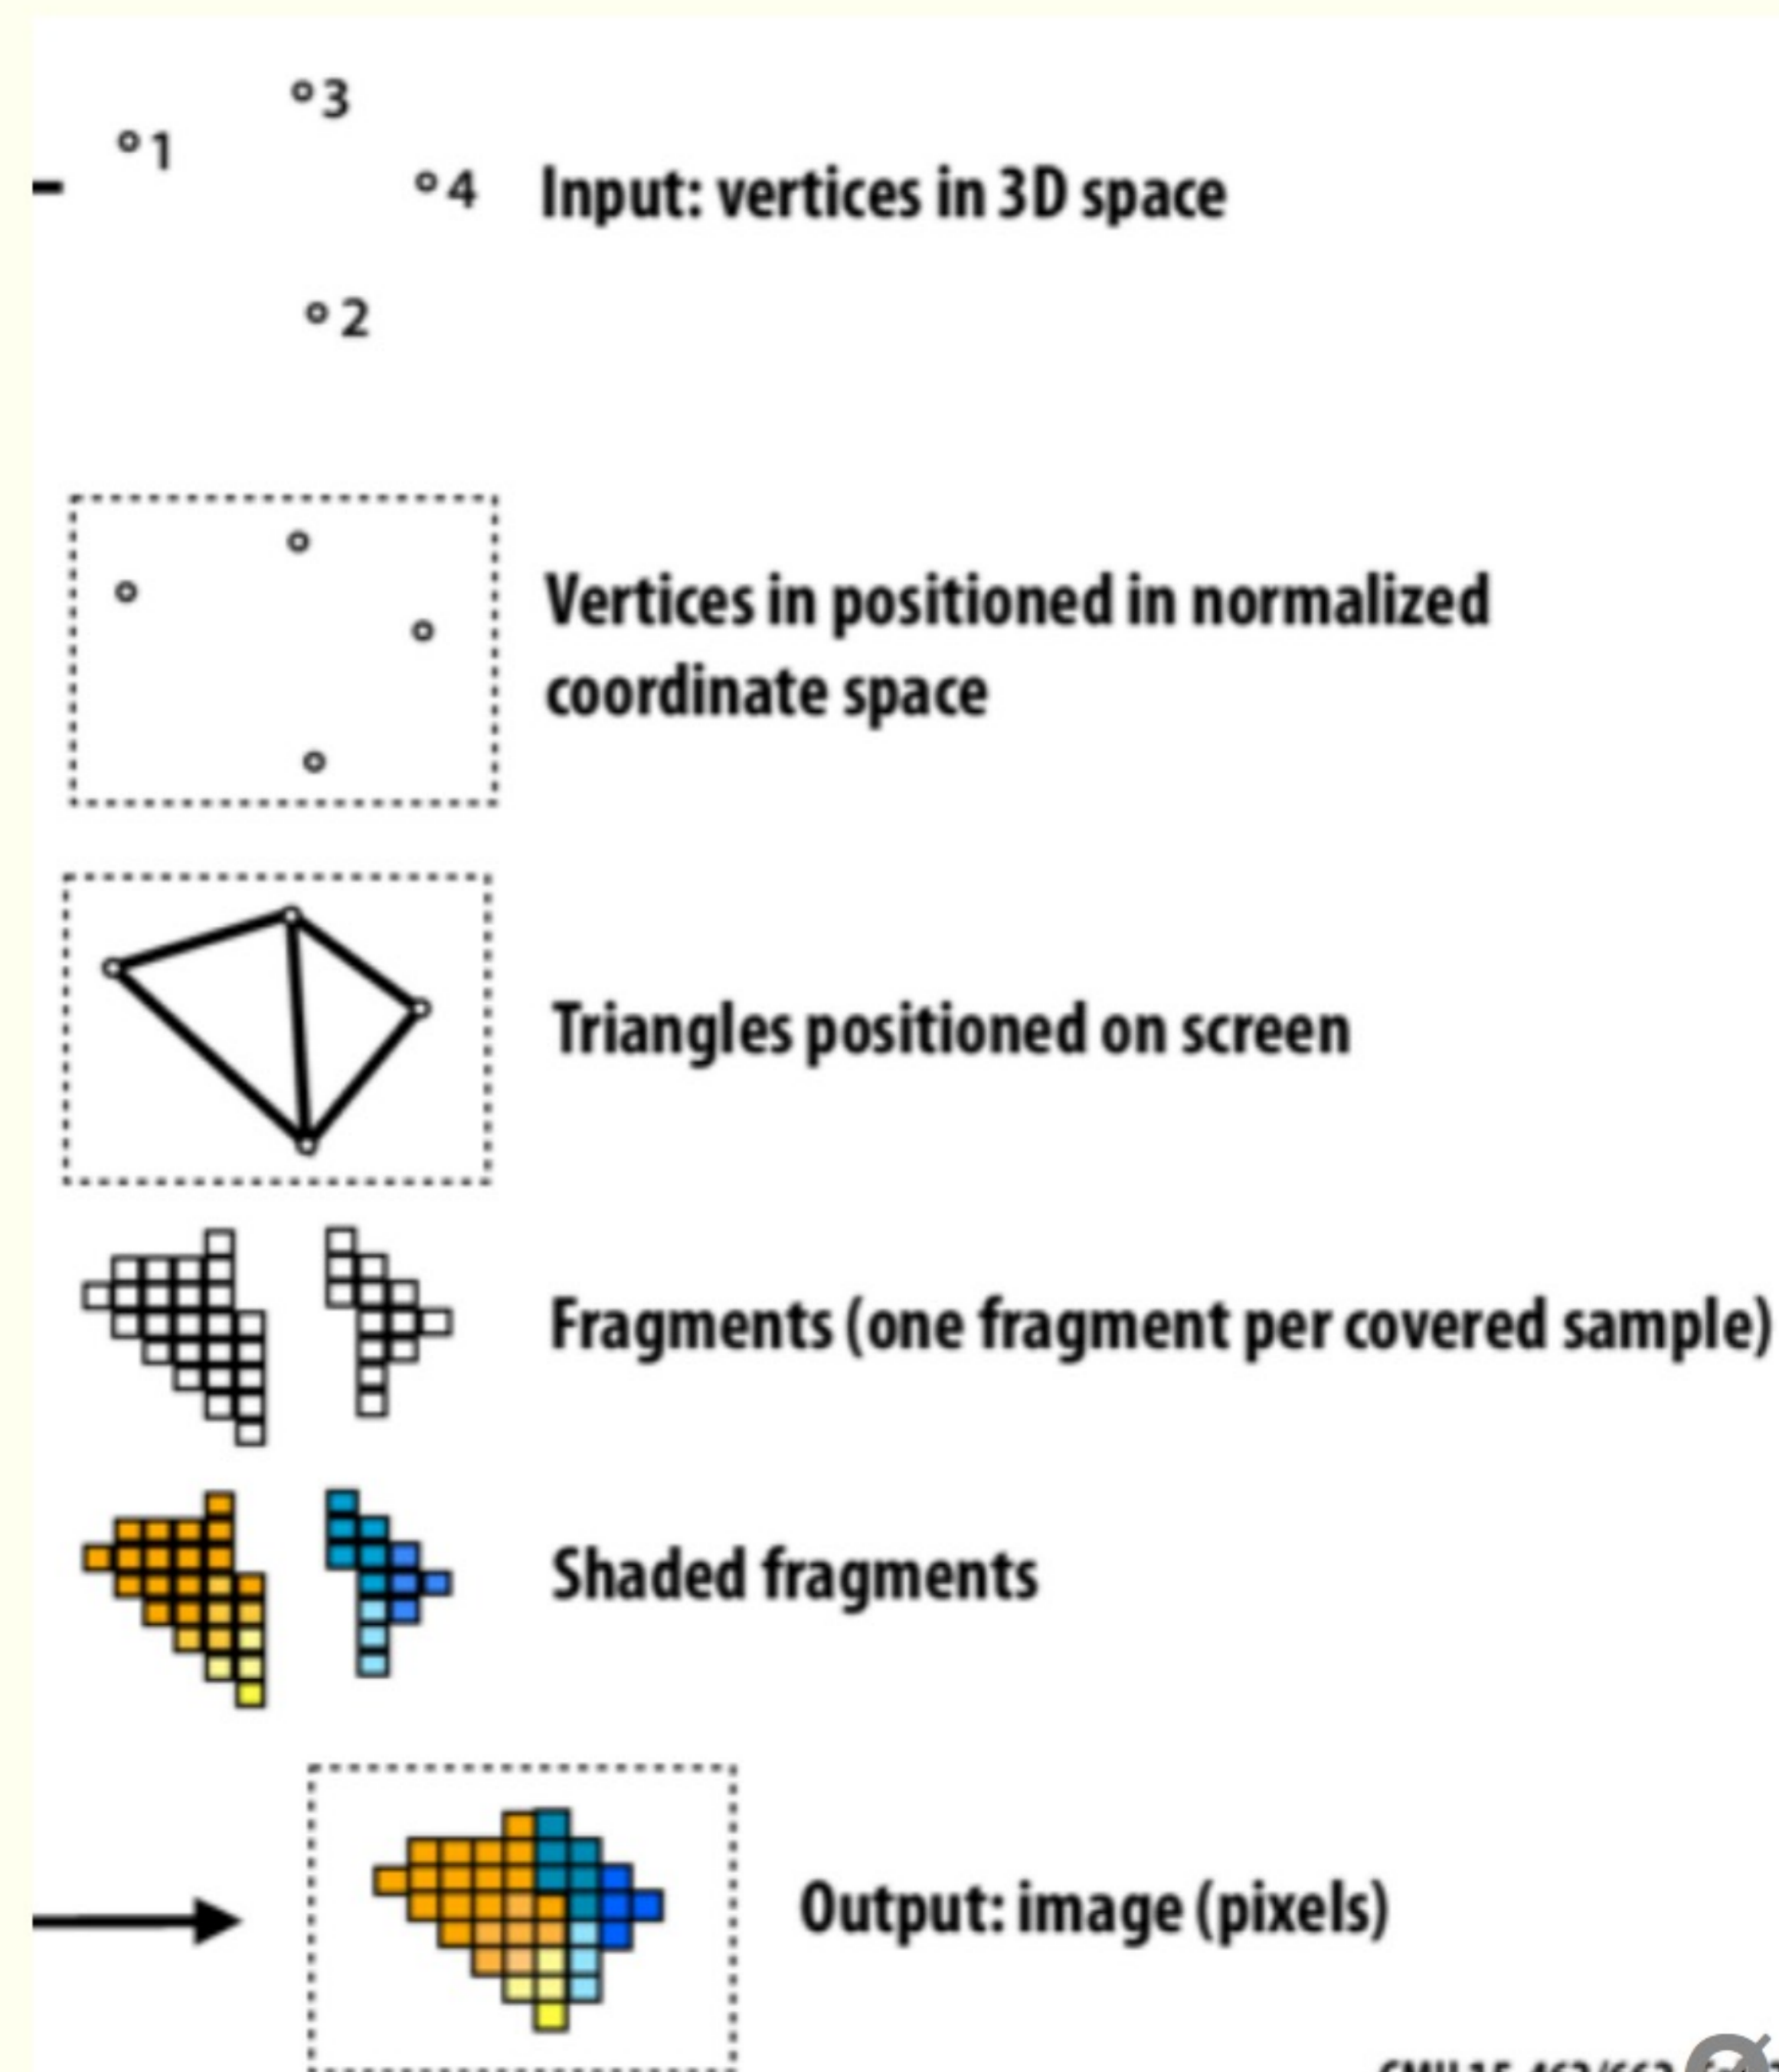 3
1
4
Input: vertices in 3D space
2
Vertices in positioned in normalized
coordinate space
Triangles positioned on screen
Fragments (one fragment per covered sample)
Shaded fragments
Output: image (pixels)